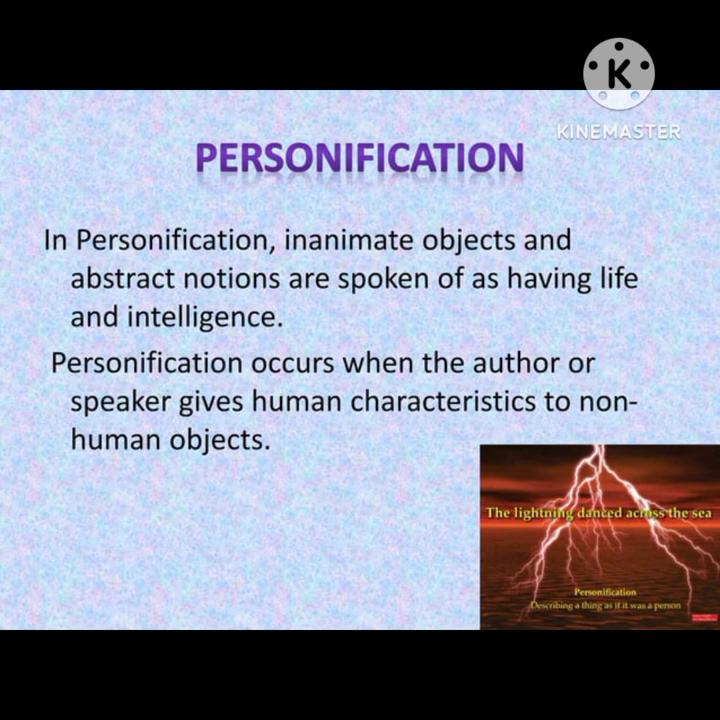 K
KINEMASTER
PERSONIFICATION
In Personification, inanimate objects and
abstract notions are spoken of as having life
and intelligence.
Personification occurs when the author or
speaker gives human characteristics to non-
human objects.
The lightning danced across the sea
Personification
Describing a thing as if it was a person